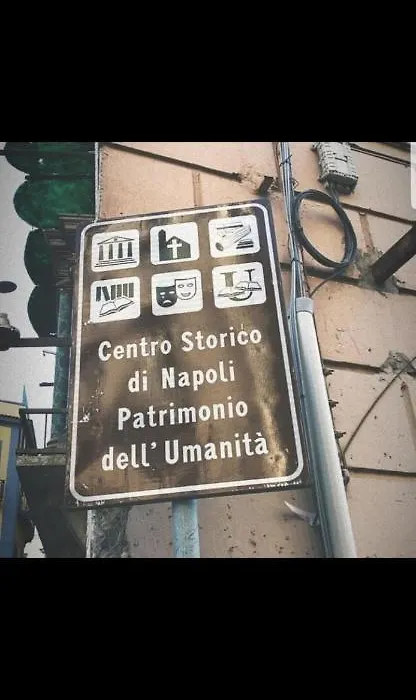 Centro Storico
di Napoli
Patrimonio
dell'Umanità